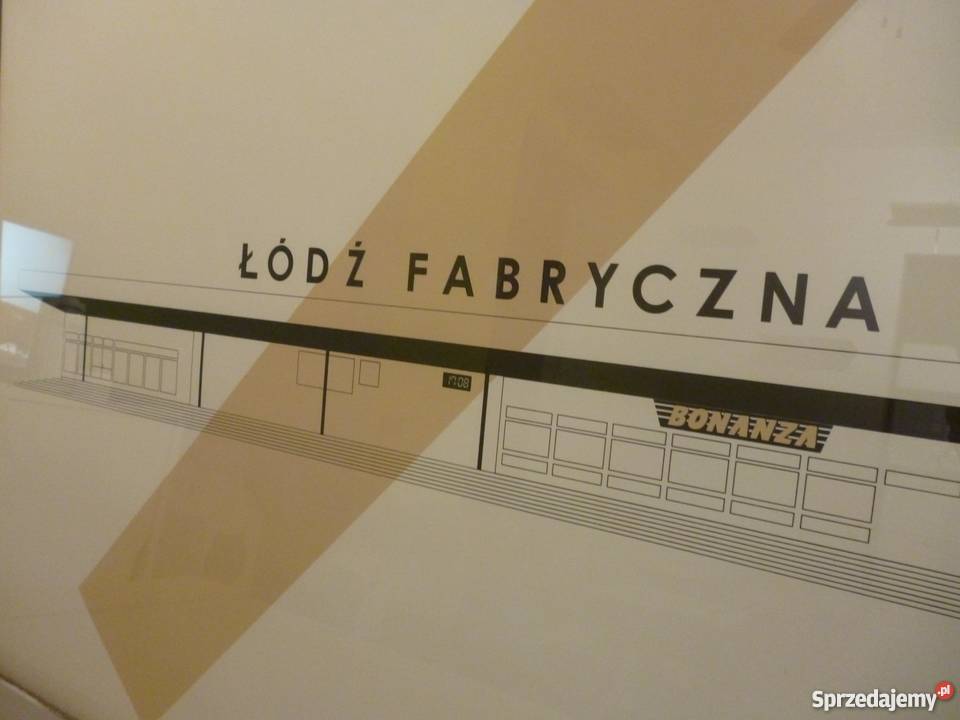 ŁÓDŹ FABRYCZNA
17:08
BONANZA
Sprzedajemy.pl